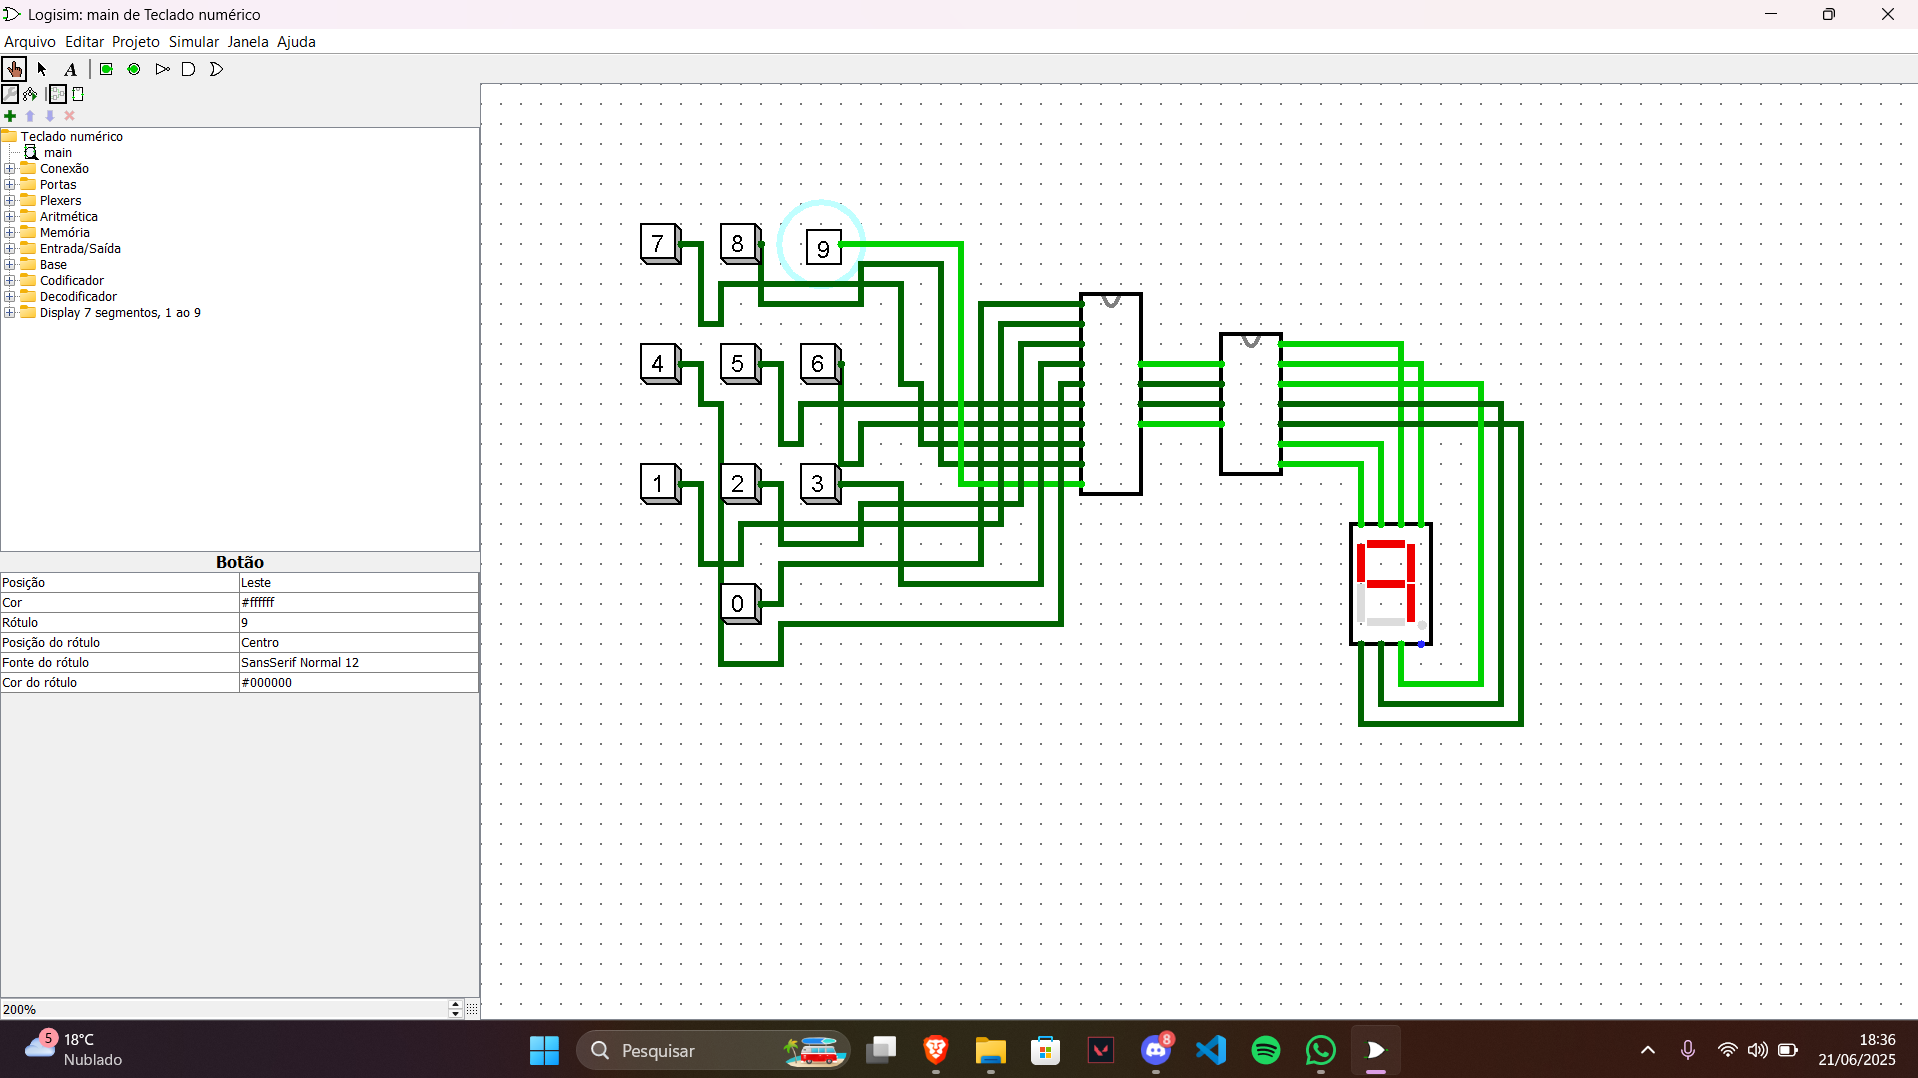 Logisim: main de Teclado numérico
Arquivo Editar Projeto Simular Janela Ajuda
A
Teclado numérico
main
Conexão
Portas
Plexers
Aritmética
Memória
Entrada/Saída
Base
Codificador
Decodificador
Display 7 segmentos, 1 ao 9
Botão
Posição Leste
Cor #ffffff
Rótulo 9
Posição do rótulo Centro
Fonte do rótulo SansSerif Normal 12
Cor do rótulo #000000
200%
7 8 9
4 5 6
1 2 3
0
5
18°C
Nublado
Pesquisar
8
18:36
21/06/2025